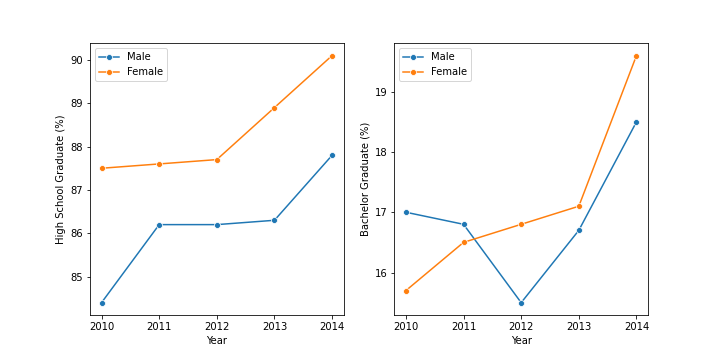 Male
Female
High School Graduate (%)
90
89
88
87
86
85
2010 2011 2012 2013 2014
Year
Male
Female
Bachelor Graduate (%)
19
18
17
16
2010 2011 2012 2013 2014
Year